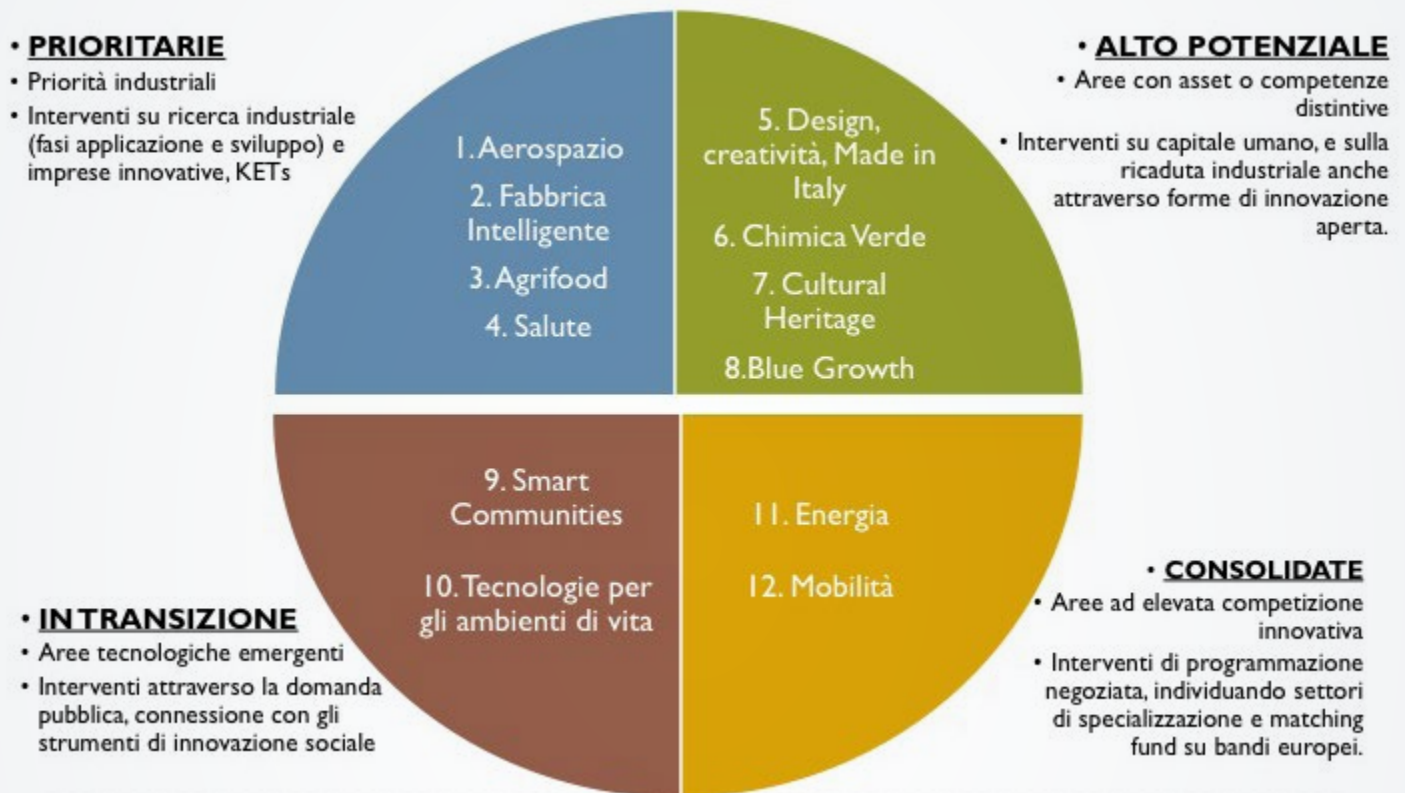 • PRIORITARIE
• Priorità industriali
• Interventi su ricerca industriale
(fasi applicazione e sviluppo) e
imprese innovative, KETs
1. Aerospazio
2. Fabbrica
Intelligente
3. Agrifood
4. Salute
5. Design,
creatività, Made in
Italy
6. Chimica Verde
7. Cultural
Heritage
8.Blue Growth
• ALTO POTENZIALE
• Aree con asset o competenze
distintive
• Interventi su capitale umano, e sulla
ricaduta industriale anche
attraverso forme di innovazione
aperta.
• IN TRANSIZIONE
• Aree tecnologiche emergenti
• Interventi attraverso la domanda
pubblica, connessione con gli
strumenti di innovazione sociale
9. Smart
Communities
10. Tecnologie per
gli ambienti di vita
11. Energia
12. Mobilità
• CONSOLIDATE
• Aree ad elevata competizione
innovativa
• Interventi di programmazione
negoziata, individuando settori
di specializzazione e matching
fund su bandi europei.